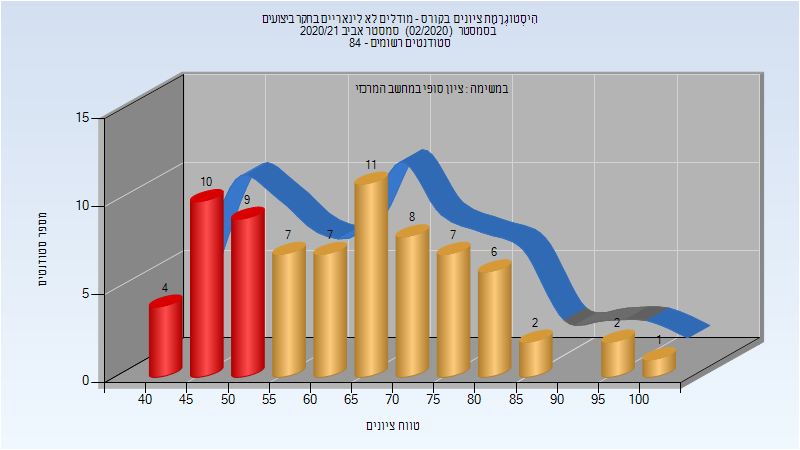 הִיסְטוֹגְרָמַת ציונים בקורס - מודלים לא לינאריים בחקר ביצועים
בסמסטר (02/2020) סמסטר אביב 2020/21
סטודנטים רשומים - 84
במשימה : ציון סופי במחשב המרכזי
מספר סטודנטים
15
10
5
0
4
10
9
7
7
11
8
7
6
2
2
1
40 45 50 55 60 65 70 75 80 85 90 95 100
טווח ציונים